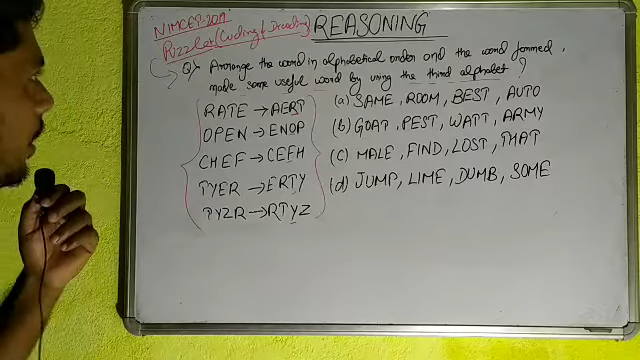 NIMCET-2019
REASONING
Puzzles (Coding & Decoding)
Q) Arrange the word in alphabetical order and the word formed,
made some useful word by using the third alphabet ?
RATE → AERT
OPEN → ENOP
CHEF → CEFH
TYER → ERTY
TYZR → RTYZ
(a) SAME, ROOM, BEST, AUTO
(b) GOAT, PEST, WATT, ARMY
(c) MALE, FIND, LOST, THAT
(d) JUMP, LIME, DUMB, SOME